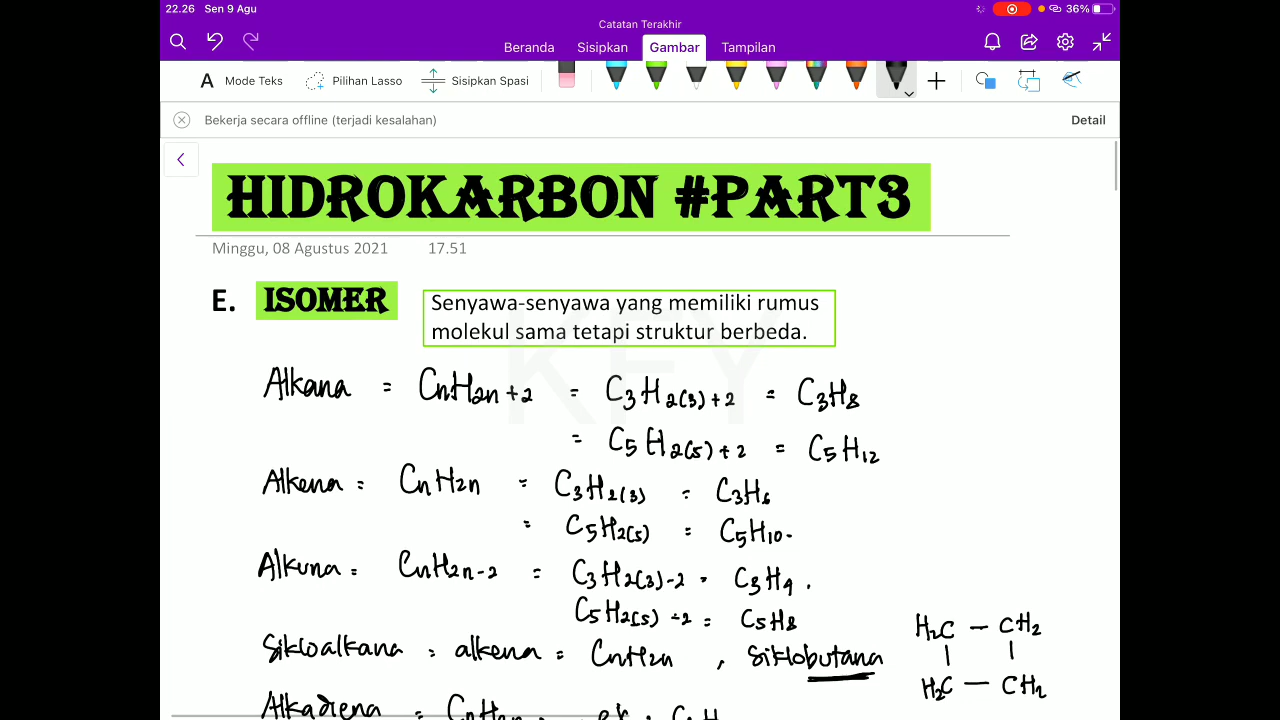 22.26 Sen 9 Agu 36%
Catatan Terakhir
Beranda Sisipkan Gambar Tampilan
A Mode Teks Pilihan Lasso Sisipkan Spasi
Bekerja secara offline (terjadi kesalahan) Detail
HIDROKARBON #PART3
Minggu, 08 Agustus 2021 17.51
E. ISOMER
Senyawa-senyawa yang memiliki rumus
molekul sama tetapi struktur berbeda.
KFY
Alkana = CnH2n+2 = C3H2(3)+2 = C3H8
= C5H2(5)+2 = C5H12
Alkena = CnH2n = C3H2(3) = C3H6
= C5H2(5) = C5H10.
Alkuna = CnH2n-2 = C3H2(3)-2 = C3H4.
C5H2(5)-2 = C5H8
Sikloalkana = alkena = CnH2n, siklobutana
H2C - CH2
H2C - CH2
Alkadiena =